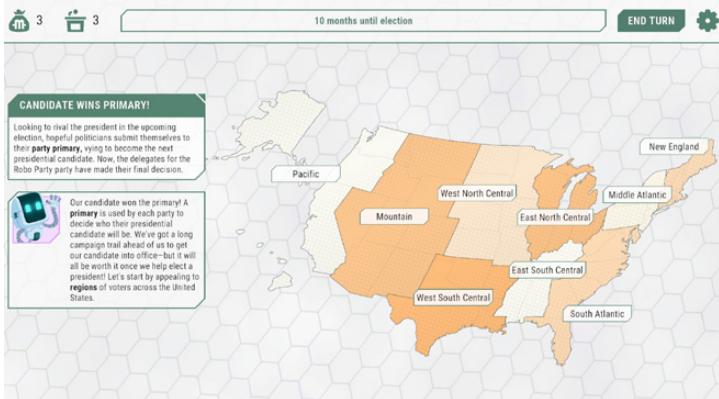 3
3
10 months until election
END TURN
CANDIDATE WINS PRIMARY!
Looking to rival the president in the upcoming
election, hopeful politicians submit themselves to
their party primary, vying to become the next
presidential candidate. Now, the delegates for the
Robo Party party have made their final decision.
Our candidate won the primary! A
primary is used by each party to
decide who their presidential
candidate will be. We've got a long
campaign trail ahead of us to get
our candidate into office–but it will
all be worth it once we help elect a
president! Let's start by appealing to
regions of voters across the United
States.
New England
Pacific
West North Central
Middle Atlantic
Mountain
East North Central
East South Central
West South Central
South Atlantic